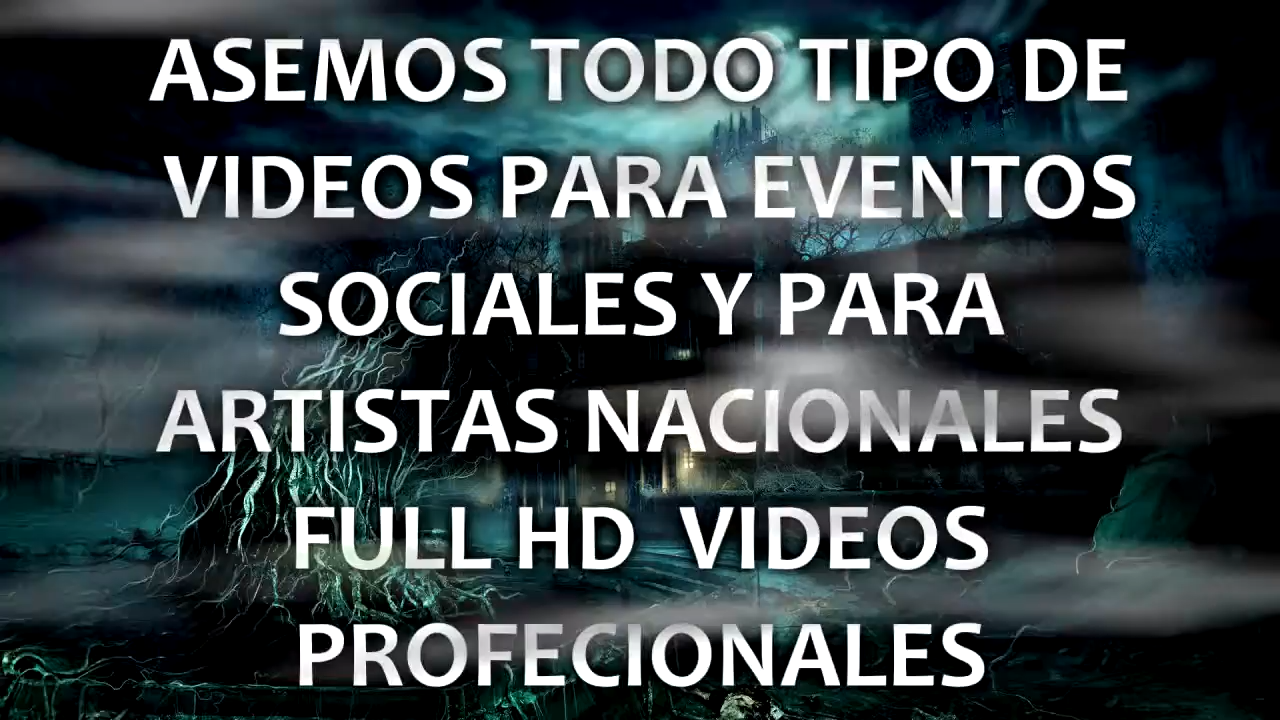 ASEMOS TODO TIPO DE
VIDEOS PARA EVENTOS
SOCIALES Y PARA
ARTISTAS NACIONALES
FULL HD VIDEOS
PROFECIONALES